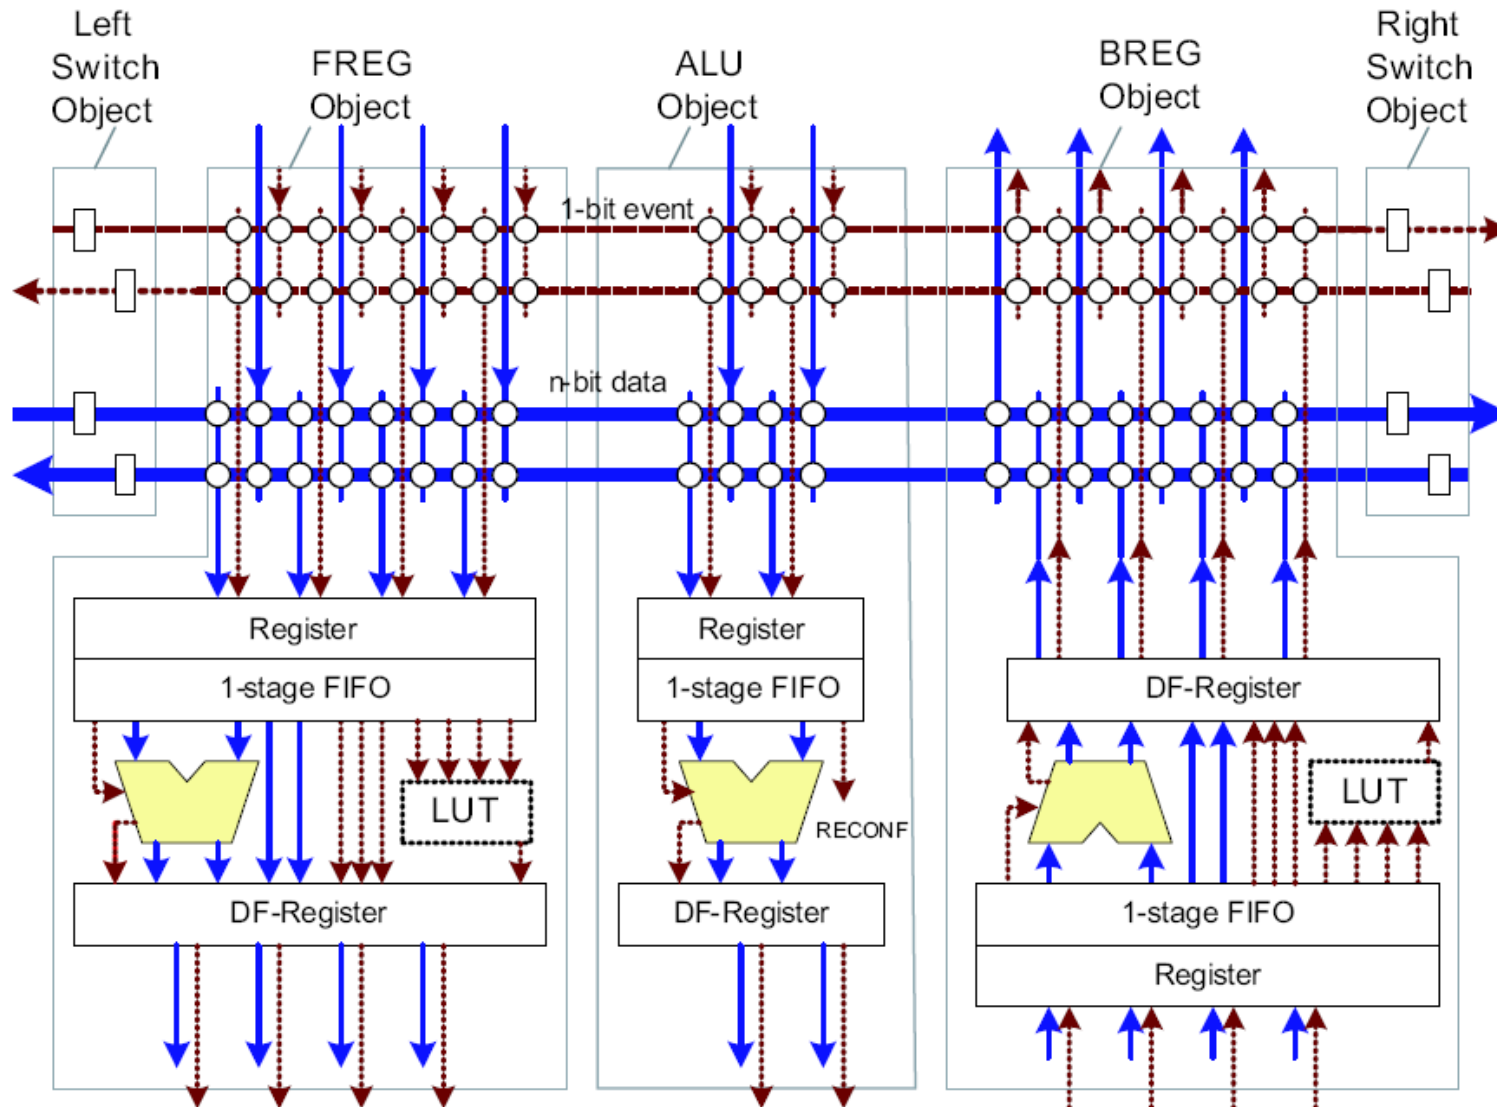 Left
Switch
Object
FREG
Object
ALU
Object
BREG
Object
Right
Switch
Object
1-bit event
n-bit data
Register
1-stage FIFO
LUT
DF-Register
Register
1-stage FIFO
RECONF
DF-Register
DF-Register
LUT
1-stage FIFO
Register